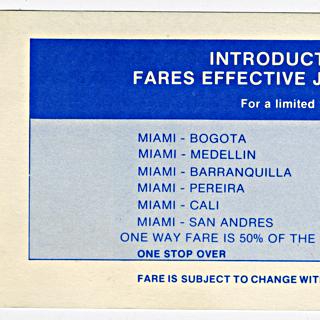 INTRODUCT
FARES EFFECTIVE J
For a limited
MIAMI - BOGOTA
MIAMI - MEDELLIN
MIAMI - BARRANQUILLA
MIAMI - PEREIRA
MIAMI - CALI
MIAMI - SAN ANDRES
ONE WAY FARE IS 50% OF THE
ONE STOP OVER
FARE IS SUBJECT TO CHANGE WIT